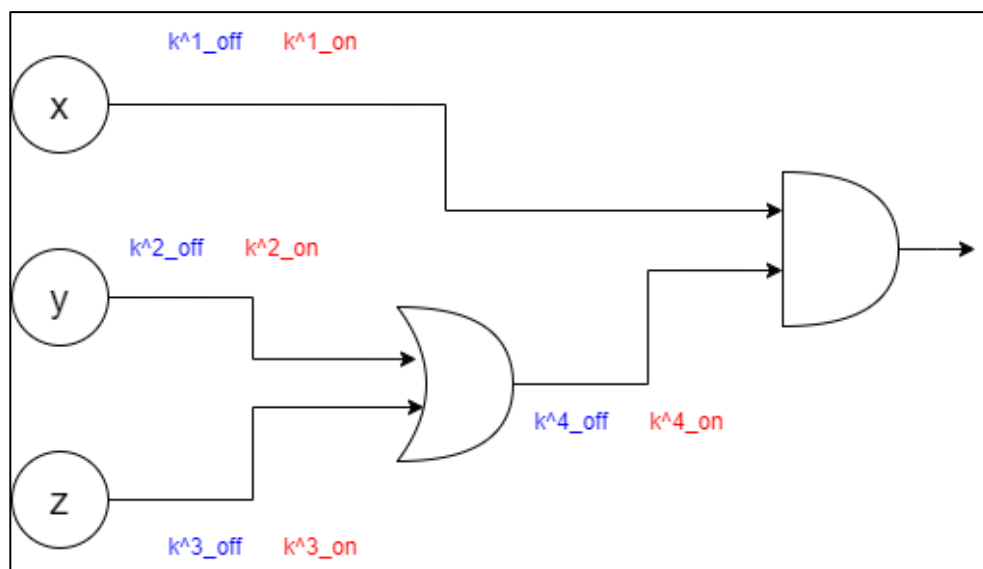 k^1_off k^1_on
x
k^2_off k^2_on
y
k^4_off k^4_on
z
k^3_off k^3_on